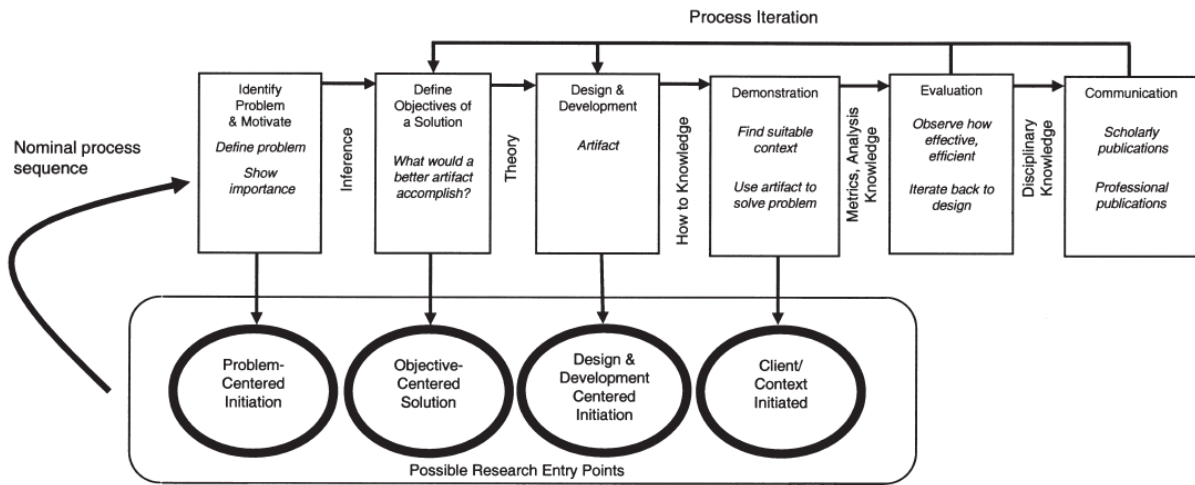 Process Iteration
Nominal process
sequence
Identify
Problem
& Motivate
Define problem
Show
importance
Inference
Define
Objectives of
a Solution
What would a
better artifact
accomplish?
Theory
Design &
Development
Artifact
How to Knowledge
Demonstration
Find suitable
context
Use artifact to
solve problem
Metrics, Analysis
Knowledge
Evaluation
Observe how
effective,
efficient
Iterate back to
design
Disciplinary
Knowledge
Communication
Scholarly
publications
Professional
publications
Problem-
Centered
Initiation
Objective-
Centered
Solution
Design &
Development
Centered
Initiation
Client/
Context
Initiated
Possible Research Entry Points